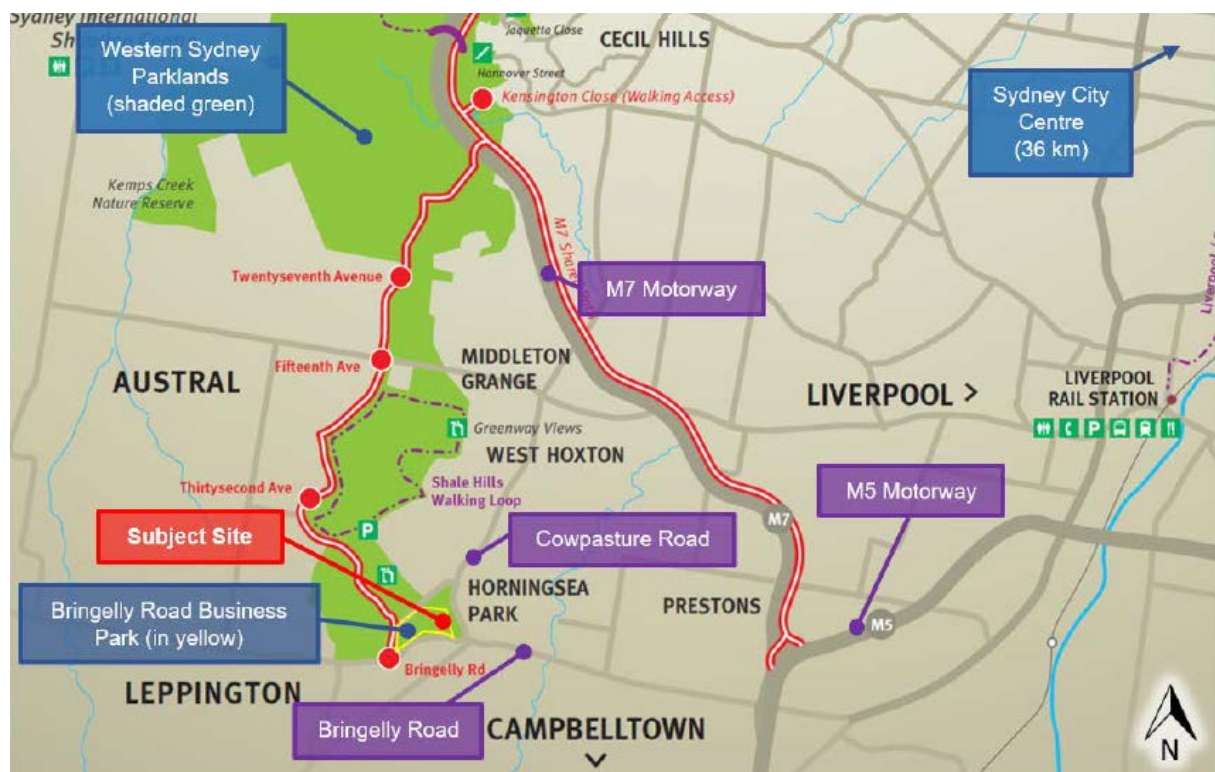 Sydney International
Western Sydney
Parklands
(shaded green)
Jaquetta Close
CECIL HILLS
Hannover Street
Kensington Close (Walking Access)
Sydney City
Centre
(36 km)
Kemps Creek
Nature Reserve
Twentyseventh Avenue
M7 Motorway
Fifteenth Ave
MIDDLETON
GRANGE
AUSTRAL
LIVERPOOL >
LIVERPOOL
RAIL STATION
P
Greenway Views
WEST HOXTON
Shale Hills
Walking Loop
Thirtysecond Ave
M5 Motorway
M7
P
Subject Site
Cowpasture Road
HORNINGSEA
PARK
PRESTONS
Bringelly Road Business
Park (in yellow)
M5
Bringelly Rd
LEPPINGTON
Bringelly Road
CAMPBELLTOWN
N